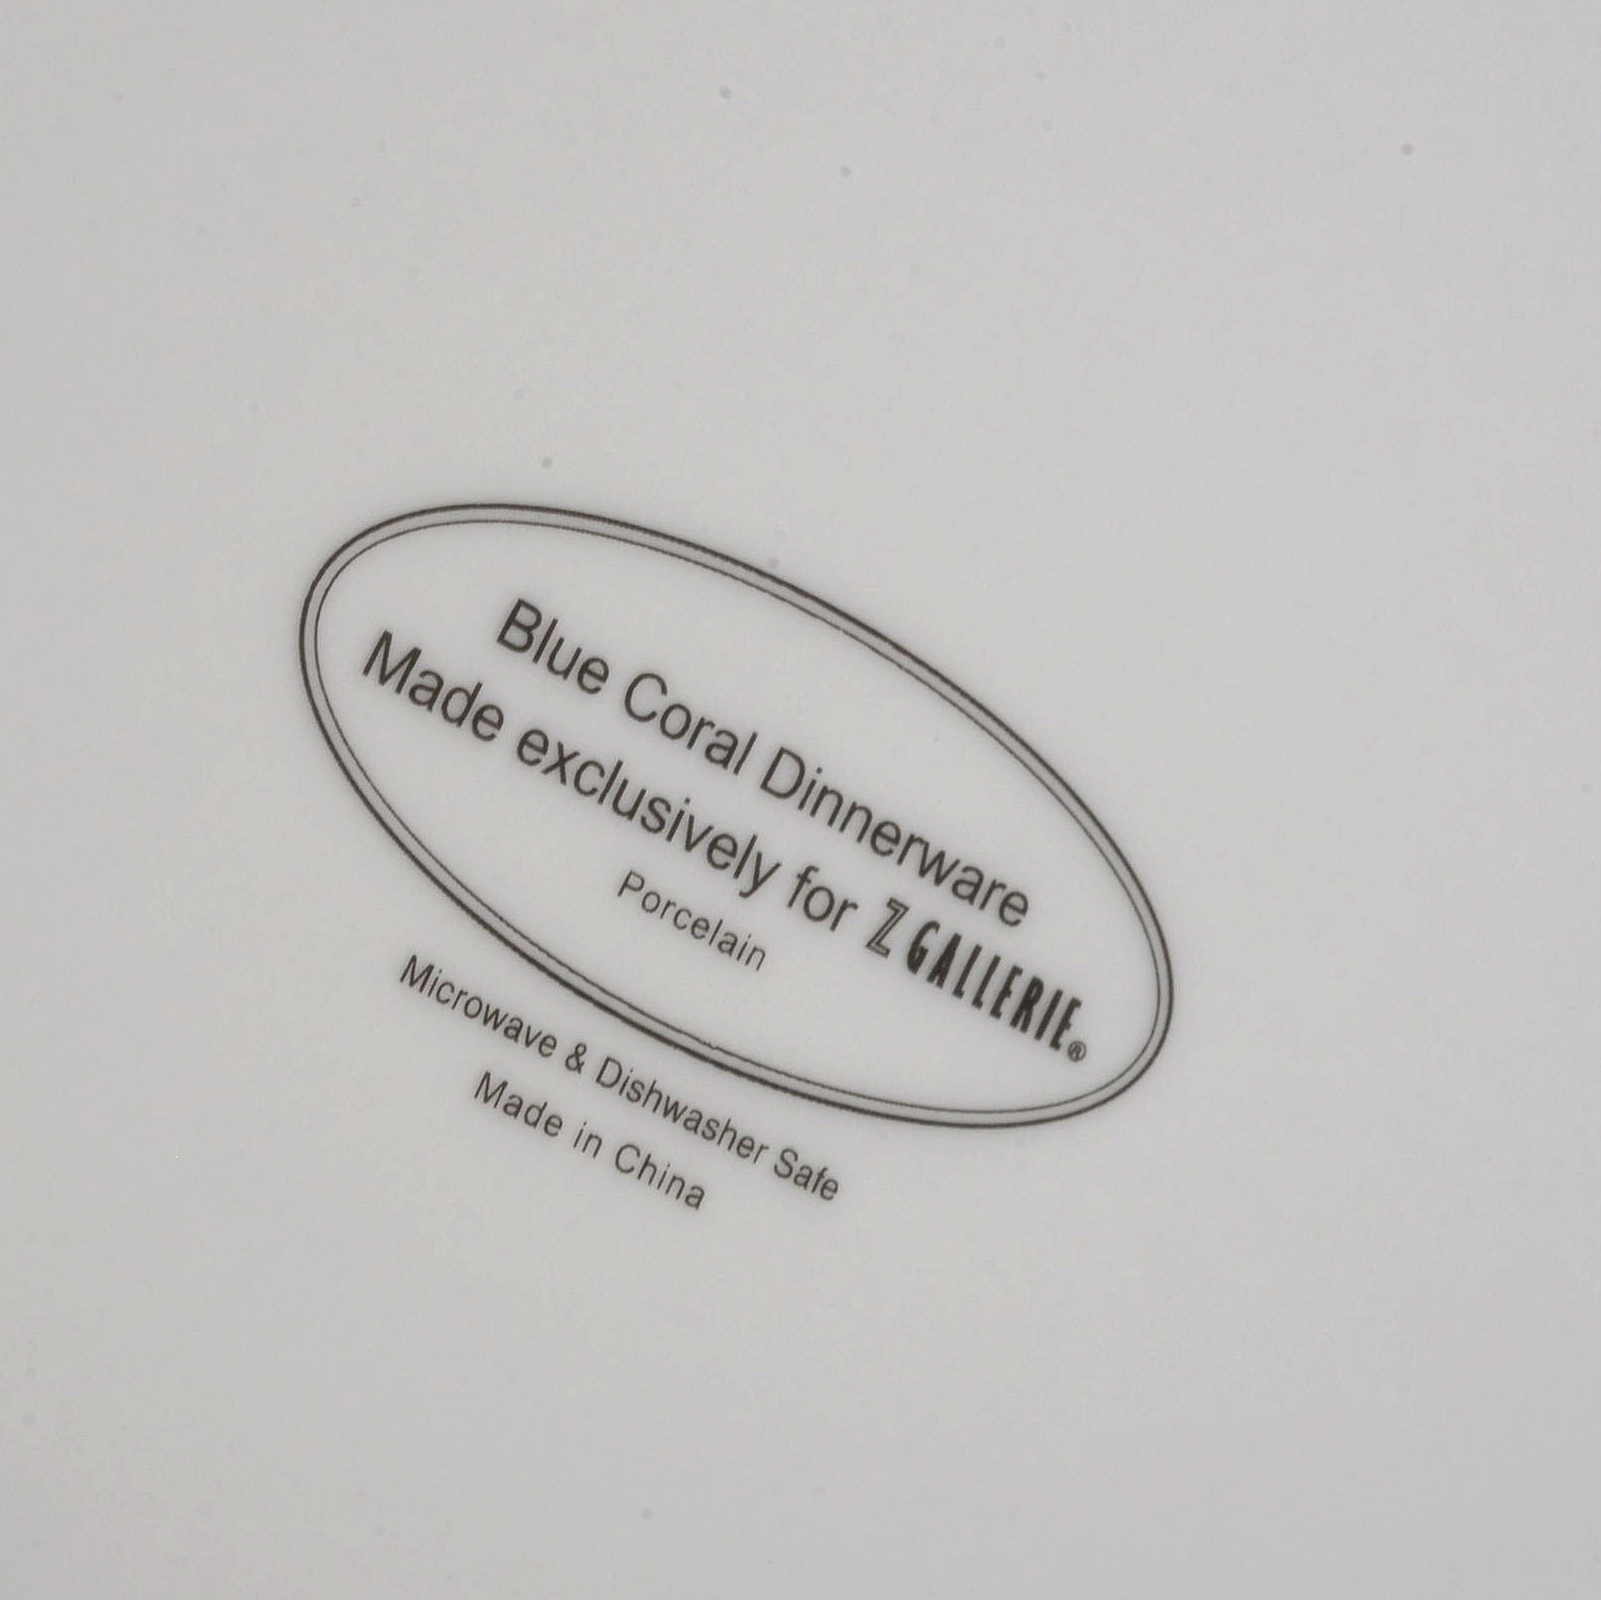 Blue Coral Dinnerware
Made exclusively for Z GALLERIE®
Porcelain
Microwave & Dishwasher Safe
Made in China